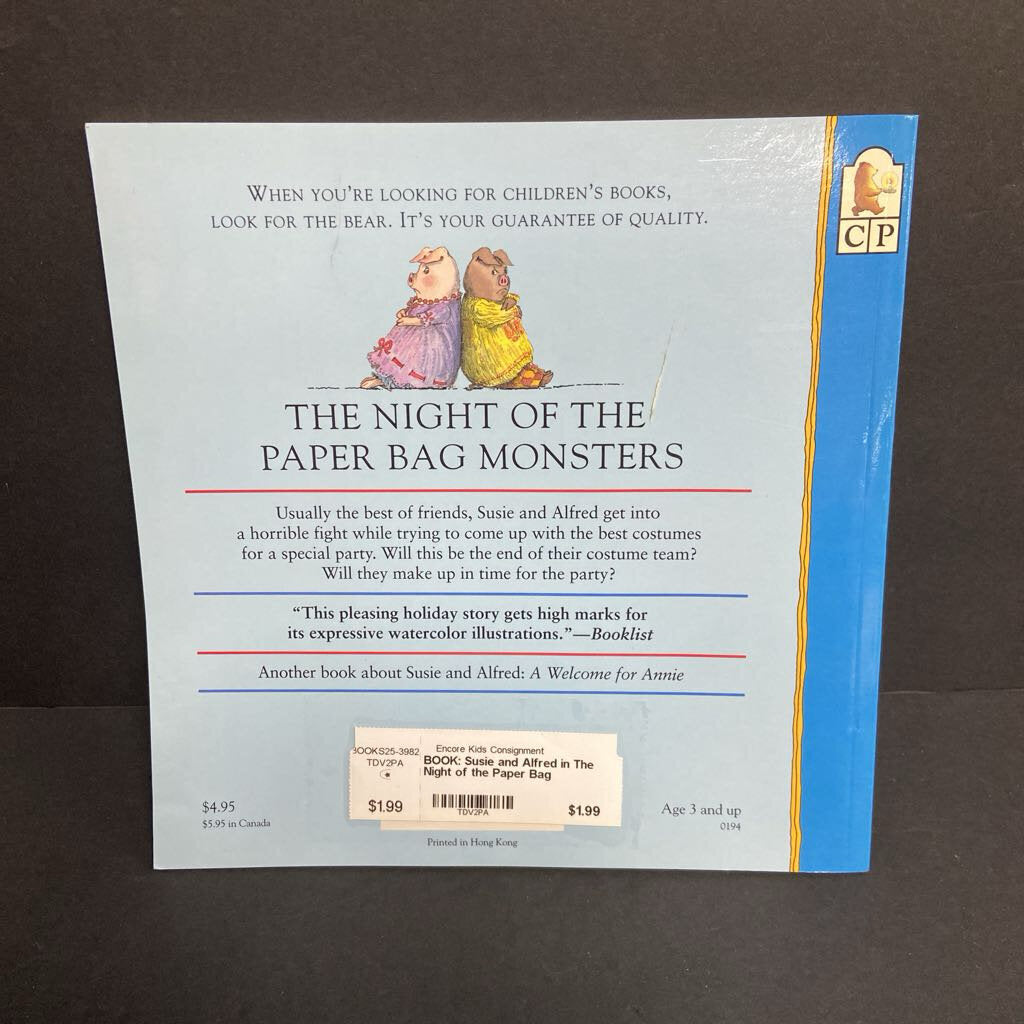 WHEN YOU'RE LOOKING FOR CHILDREN'S BOOKS,
LOOK FOR THE BEAR. IT'S YOUR GUARANTEE OF QUALITY.
C P
THE NIGHT OF THE
PAPER BAG MONSTERS
Usually the best of friends, Susie and Alfred get into
a horrible fight while trying to come up with the best costumes
for a special party. Will this be the end of their costume team?
Will they make up in time for the party?
“This pleasing holiday story gets high marks for
its expressive watercolor illustrations.”—Booklist
Another book about Susie and Alfred: A Welcome for Annie
BOOKS25-3982
TDV2PA
$1.99
Encore Kids Consignment
BOOK: Susie and Alfred in The
Night of the Paper Bag
TDV2PA
$1.99
$4.95
$5.95 in Canada
Age 3 and up
0194
Printed in Hong Kong